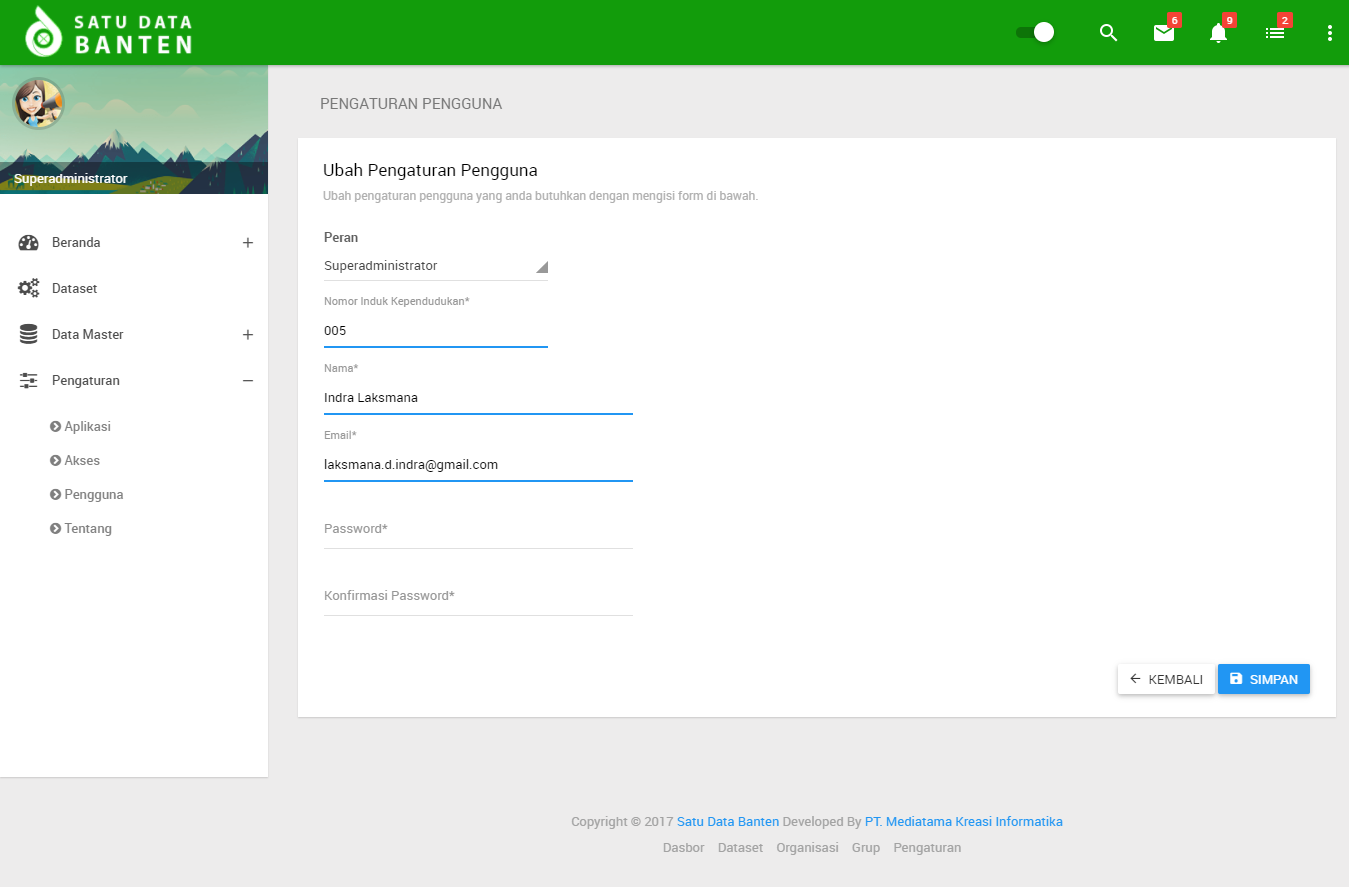 SATU DATA
BANTEN
6
9
2
Superadministrator
Beranda
Dataset
Data Master
Pengaturan
Aplikasi
Akses
Pengguna
Tentang
PENGATURAN PENGGUNA
Ubah Pengaturan Pengguna
Ubah pengaturan pengguna yang anda butuhkan dengan mengisi form di bawah.
Peran
Superadministrator
Nomor Induk Kependudukan*
005
Nama*
Indra Laksmana
Email*
laksmana.d.indra@gmail.com
Password*
Konfirmasi Password*
KEMBALI
SIMPAN
Copyright © 2017 Satu Data Banten Developed By PT. Mediatama Kreasi Informatika
Dasbor Dataset Organisasi Grup Pengaturan